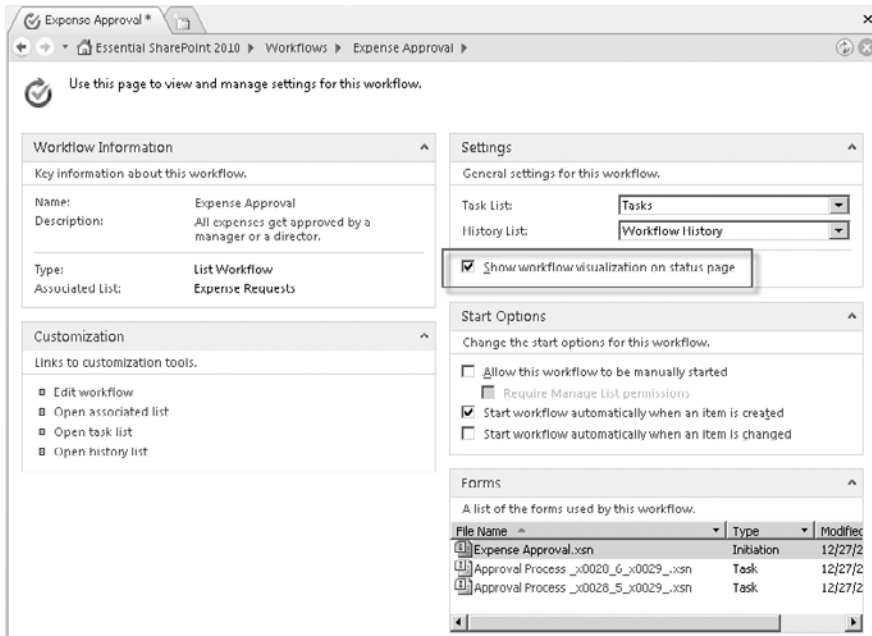 Expense Approval *
Essential SharePoint 2010 Workflows Expense Approval
Use this page to view and manage settings for this workflow.
Workflow Information
Key information about this workflow.
Name: Expense Approval
Description: All expenses get approved by a
manager or a director.
Type: List Workflow
Associated List: Expense Requests
Customization
Links to customization tools.
Edit workflow
Open associated list
Open task list
Open history list
Settings
General settings for this workflow.
Task List: Tasks
History List: Workflow History
Show workflow visualization on status page
Start Options
Change the start options for this workflow.
Allow this workflow to be manually started
Require Manage List permissions
Start workflow automatically when an item is created
Start workflow automatically when an item is changed
Forms
A list of the forms used by this workflow.
File Name Type Modified
Expense Approval.xsn Initiation 12/27/2
Approval Process _x0020_6_x0029_.xsn Task 12/27/2
Approval Process _x0028_5_x0029_.xsn Task 12/27/2